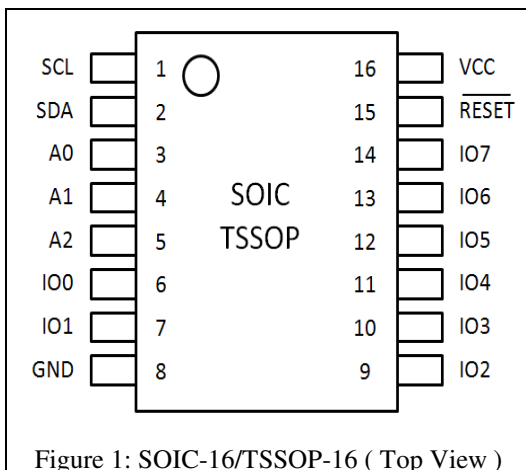 SCL 1 16 VCC
SDA 2 15 RESET
A0 3 14 IO7
A1 4 SOIC 13 IO6
A2 5 TSSOP 12 IO5
IO0 6 11 IO4
IO1 7 10 IO3
GND 8 9 IO2
Figure 1: SOIC-16/TSSOP-16 ( Top View )